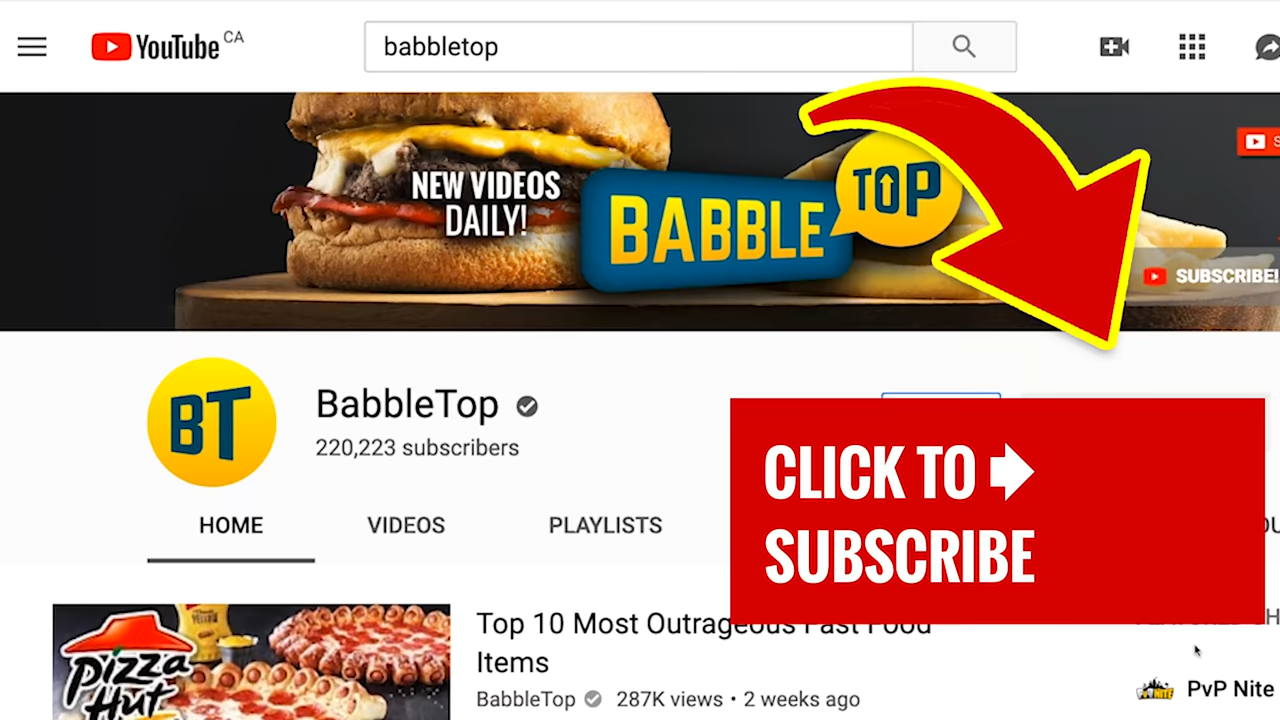 YouTube CA
babbletop
S
NEW VIDEOS
DAILY!
BABBLE
TOP
SUBSCRIBE!
BT
BabbleTop
220,223 subscribers
CLICK TO
SUBSCRIBE
HOME
VIDEOS
PLAYLISTS
Top 10 Most Outrageous Fast Food
Items
BabbleTop
287K views • 2 weeks ago
Pizza
Hut
YELLOW
PvP Nite